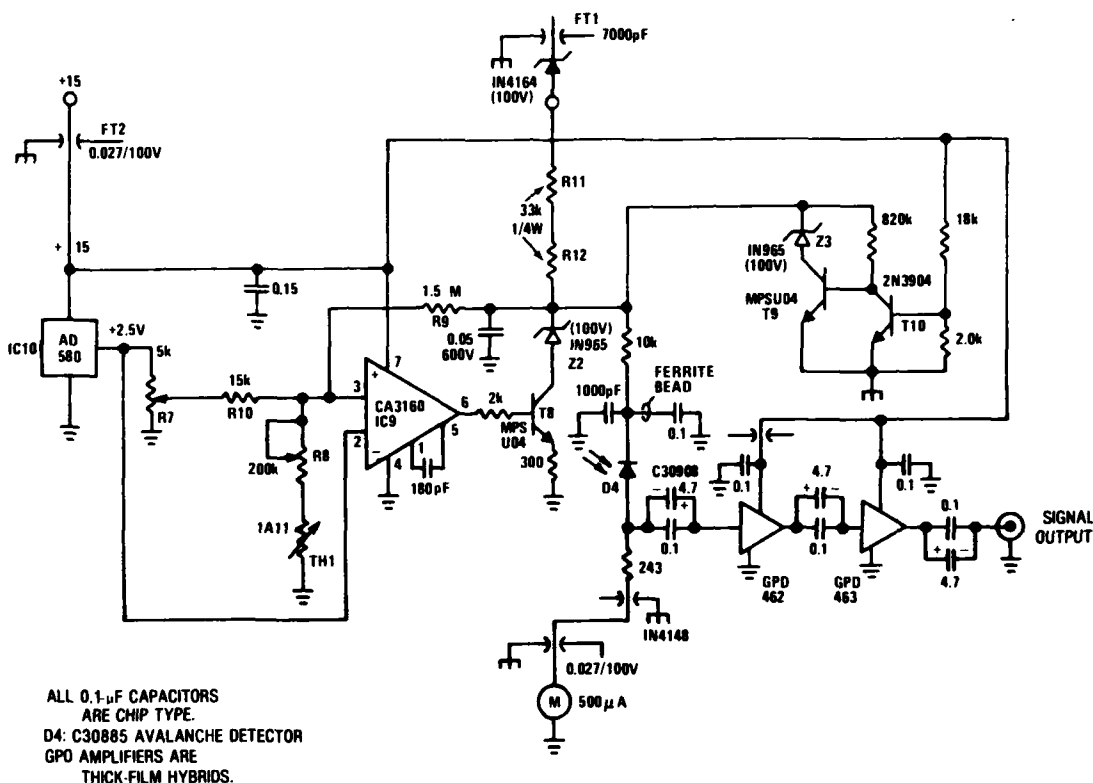 FT1
7000pF
IN4164
(100V)
+15
FT2
0.027/100V
R11
33k
1/4W
R12
820k
18k
IN965
(100V)
Z3
2N3904
MPSU04
T9
T10
2.0k
+ 15
0.15
1.5 M
R9
0.05
600V
(100V)
IN965
Z2
10k
IC10
AD
580
+2.5V
5k
R7
15k
R10
3
7
+
CA3160
IC9
2
−
4
1
5
6
180pF
2k
T8
MPS
U04
300
1000pF
FERRITE
BEAD
0.1
200k
R8
1A11
TH1
D4
C30908
− 4.7 +
0.1
0.1
4.7
+ −
0.1
0.1
0.1
+ −
4.7
SIGNAL
OUTPUT
243
GPD
462
GPD
463
IN4148
0.027/100V
M
500µA
ALL 0.1-µF CAPACITORS
ARE CHIP TYPE.
D4: C30885 AVALANCHE DETECTOR
GPO AMPLIFIERS ARE
THICK-FILM HYBRIDS.